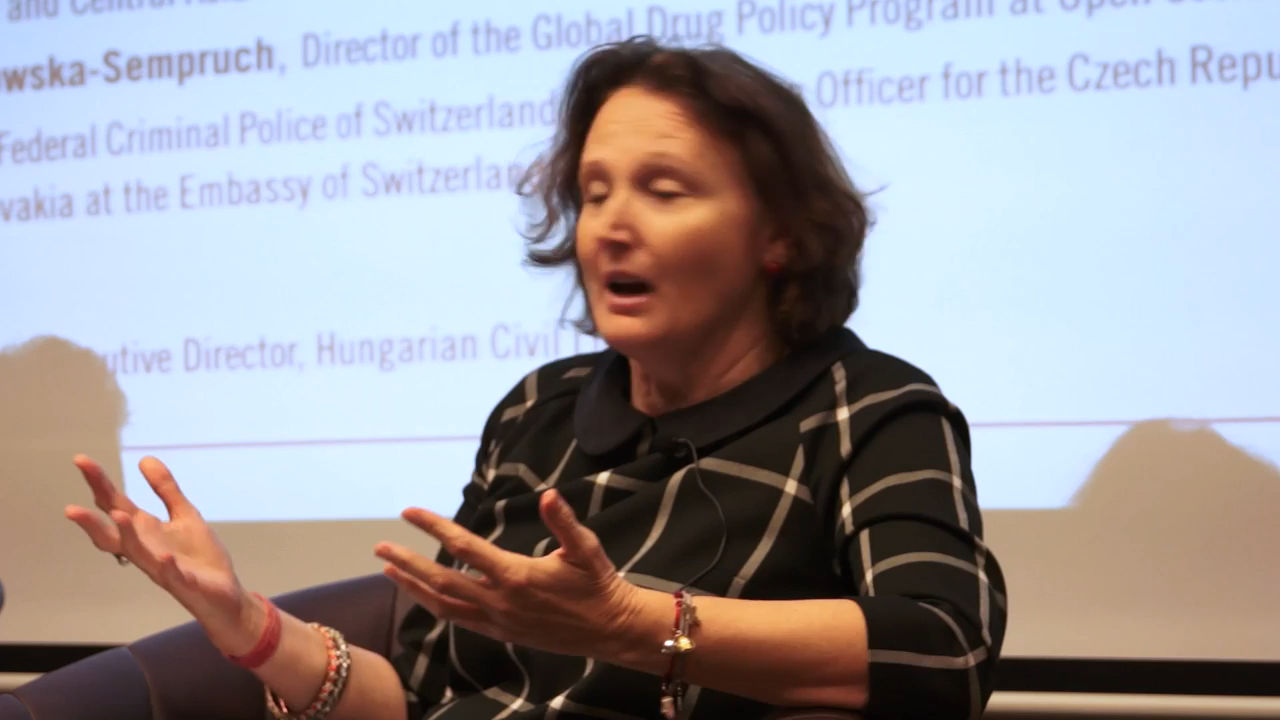 and Central
owska-Sempruch, Director of the Global Drug Policy Program at Open
Federal Criminal Police of Switzerland Officer for the Czech Repu
vakia at the Embassy of Switzerlan
utive Director, Hungarian Civil